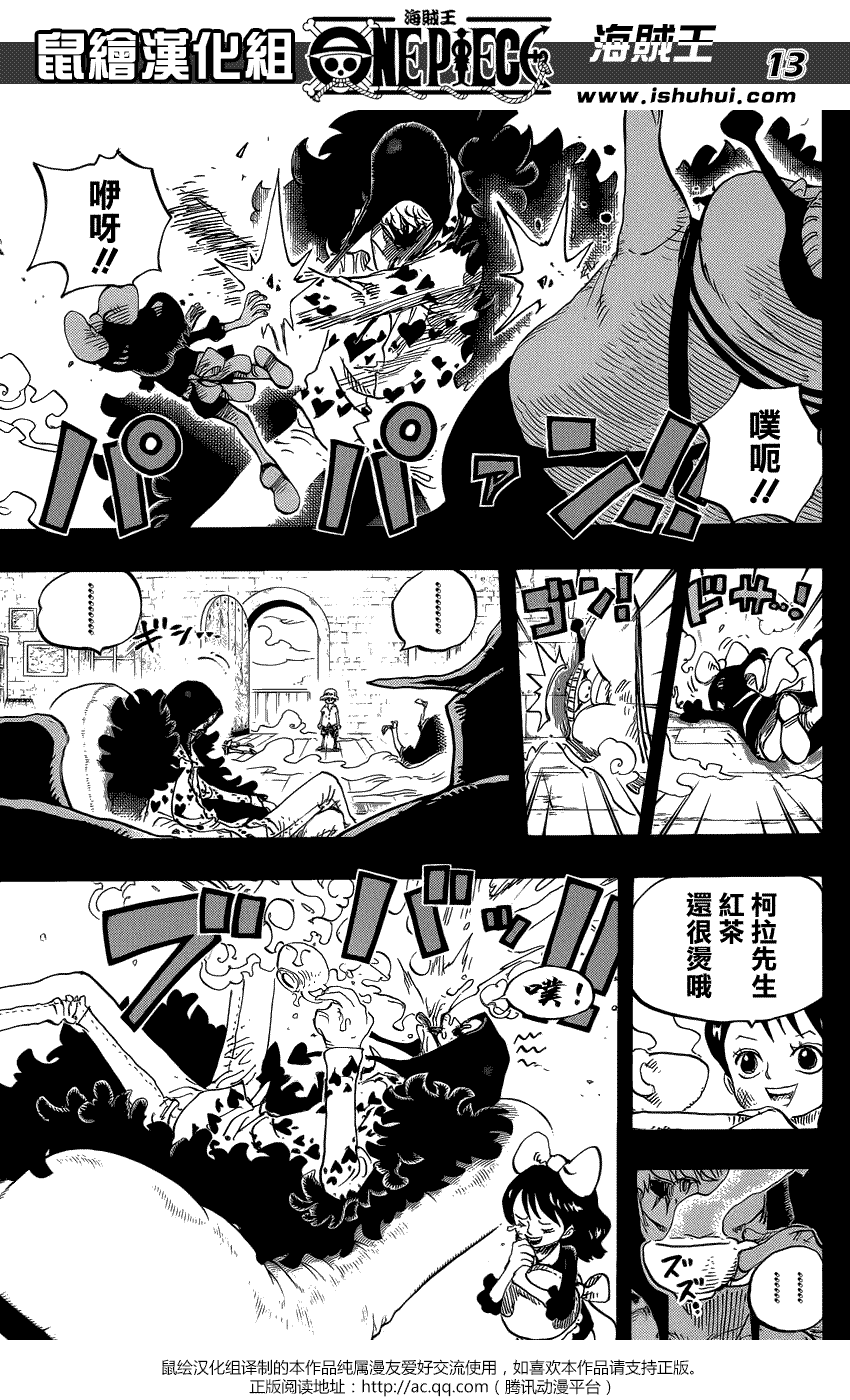 鼠繪漢化組
海賊王
ONE PIECE
海賊王
13
www.ishuhui.com
咿
呀!!
噗
呃!!
パパァン!!
ドサ..!
ゴン!
………
ギシ…
………
柯拉先生
紅茶
還很燙哦
ズズ…
………
ブバッ!!
噗!
鼠绘汉化组译制的本作品纯属漫友爱好交流使用，如喜欢本作品请支持正版。
正版阅读地址：http://ac.qq.com（腾讯动漫平台）